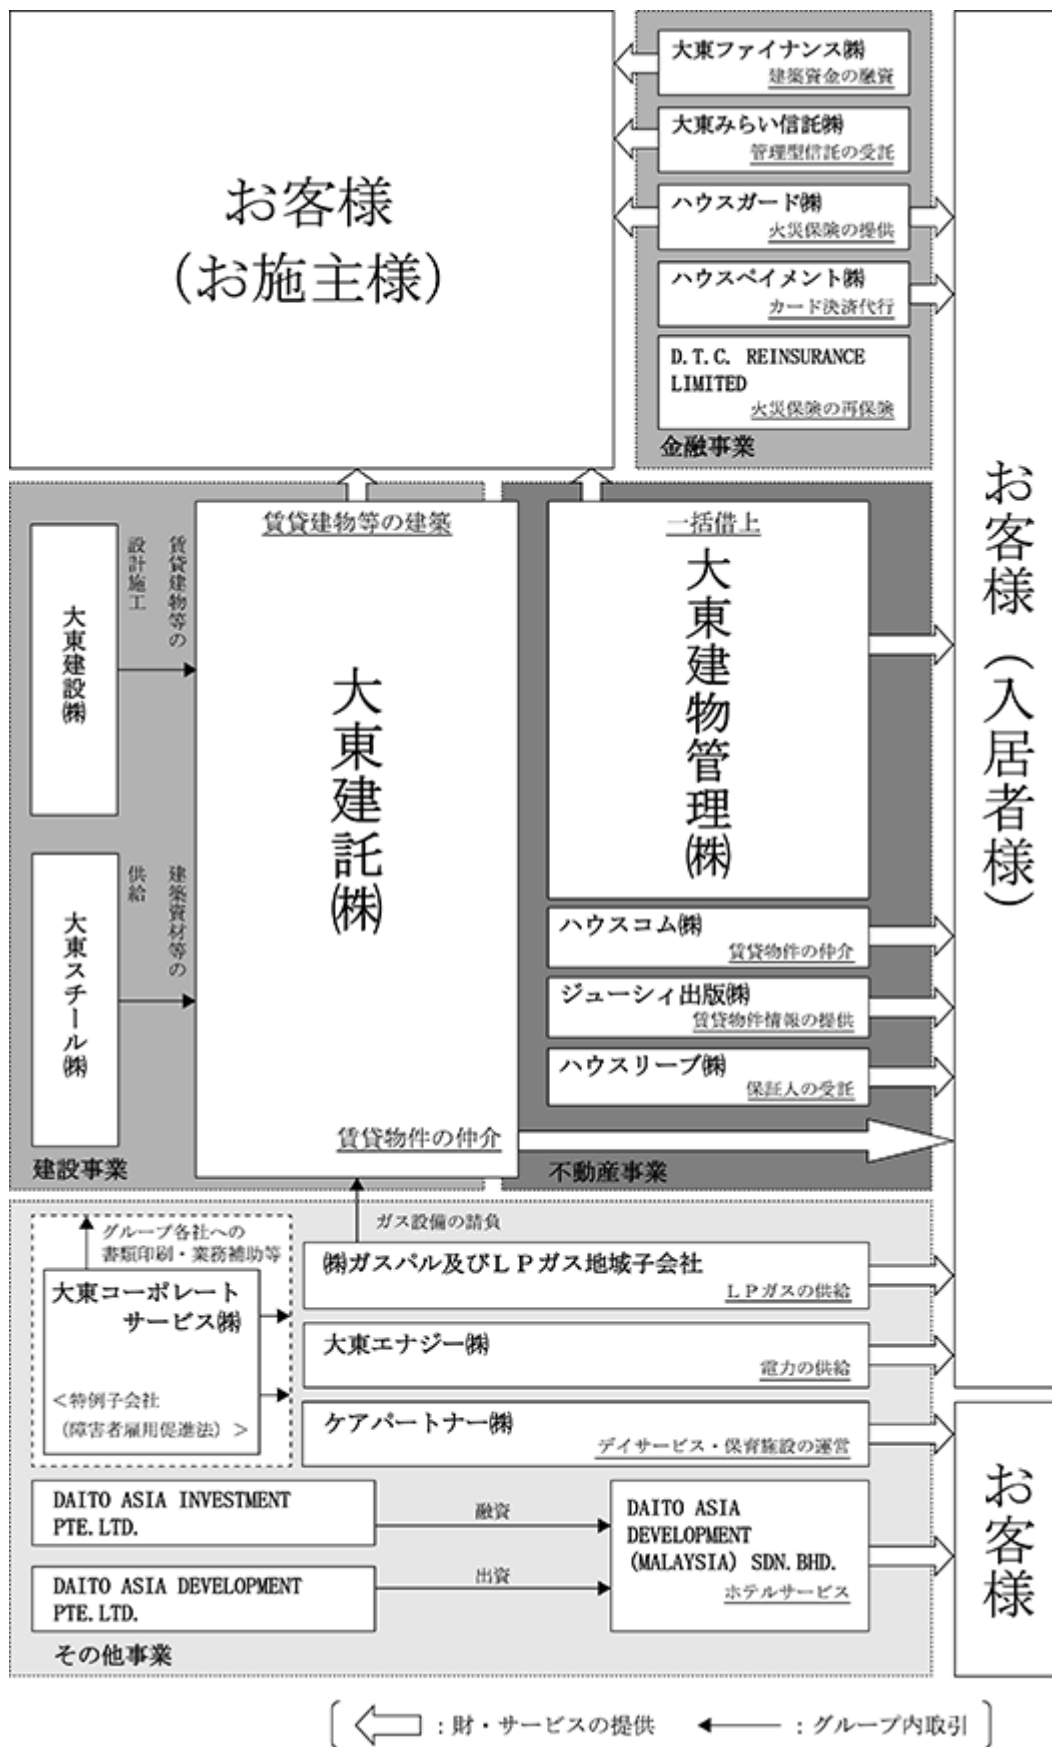 お客様
（お施主様）
大東ファイナンス㈱
建築資金の融資
大東みらい信託㈱
管理型信託の受託
ハウスガード㈱
火災保険の提供
ハウスペイメント㈱
カード決済代行
D.T.C. REINSURANCE
LIMITED
火災保険の再保険
金融事業
お客様（入居者様）
賃貸建物等の
設計施工
大東建設㈱
建築資材等の
供給
大東スチール㈱
建設事業
賃貸建物等の建築
大東建託㈱
賃貸物件の仲介
一括借上
大東建物管理㈱
ハウスコム㈱
賃貸物件の仲介
ジューシィ出版㈱
賃貸物件情報の提供
ハウスリーブ㈱
保証人の受託
不動産事業
グループ各社への
書類印刷・業務補助等
大東コーポレート
サービス㈱
＜特例子会社
（障害者雇用促進法）＞
ガス設備の請負
㈱ガスパル及びＬＰガス地域子会社
ＬＰガスの供給
大東エナジー㈱
電力の供給
ケアパートナー㈱
デイサービス・保育施設の運営
DAITO ASIA INVESTMENT
PTE.LTD.
融資
DAITO ASIA DEVELOPMENT
PTE.LTD.
出資
DAITO ASIA
DEVELOPMENT
(MALAYSIA) SDN.BHD.
ホテルサービス
その他事業
お客様
：財・サービスの提供
：グループ内取引